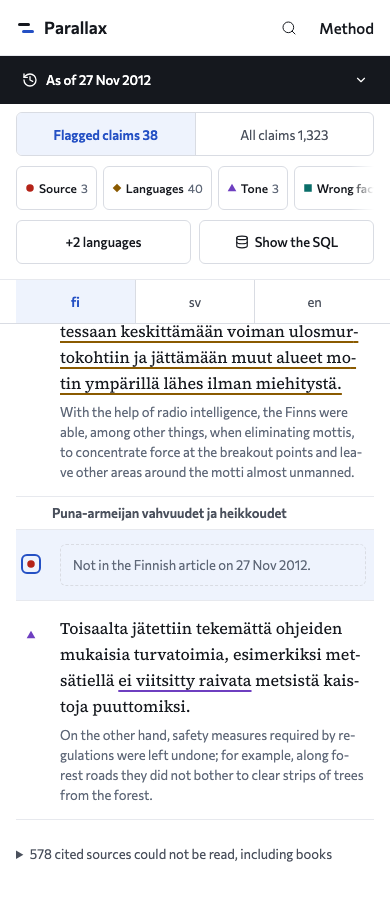 Parallax
Method
As of 27 Nov 2012
Flagged claims 38
All claims 1,323
Source 3
Languages 40
Tone 3
Wrong fac
+2 languages
Show the SQL
fi
sv
en
tessaan keskittämään voiman ulosmur-
tokohtiin ja jättämään muut alueet mo-
tin ympärillä lähes ilman miehitystä.
With the help of radio intelligence, the Finns were
able, among other things, when eliminating mottis,
to concentrate force at the breakout points and lea-
ve other areas around the motti almost unmanned.
Puna-armeijan vahvuudet ja heikkoudet
Not in the Finnish article on 27 Nov 2012.
Toisaalta jätettiin tekemättä ohjeiden
mukaisia turvatoimia, esimerkiksi met-
sätiellä ei viitsitty raivata metsistä kais-
toja puuttomiksi.
On the other hand, safety measures required by re-
gulations were left undone; for example, along fo-
rest roads they did not bother to clear strips of trees
from the forest.
578 cited sources could not be read, including books